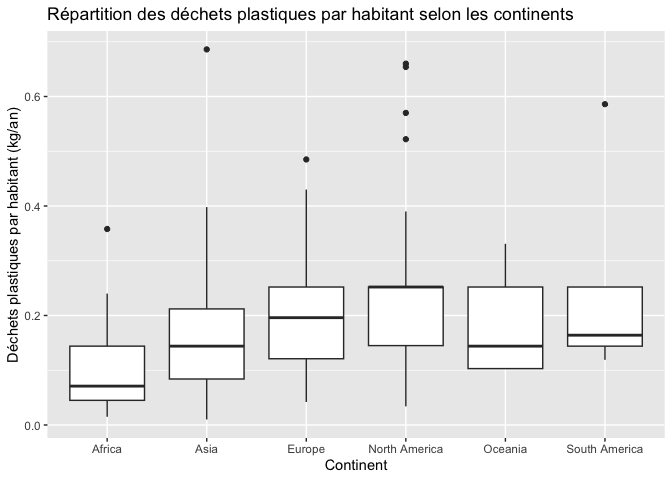 Répartition des déchets plastiques par habitant selon les continents
Déchets plastiques par habitant (kg/an)
0.6
0.4
0.2
0.0
Africa
Asia
Europe
North America
Oceania
South America
Continent